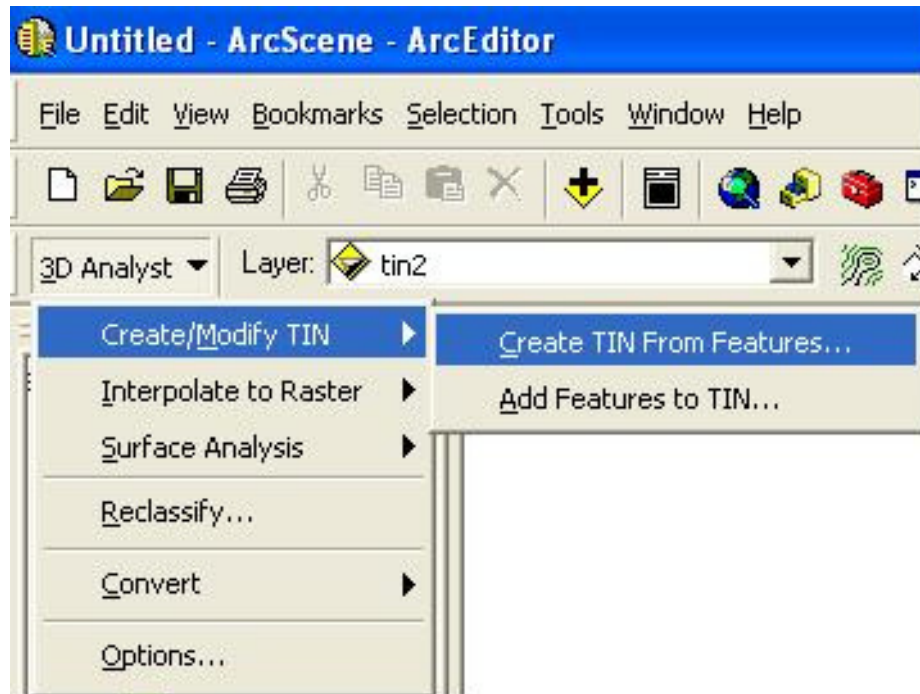 Untitled - ArcScene - ArcEditor
File Edit View Bookmarks Selection Tools Window Help
3D Analyst Layer: tin2
Create/Modify TIN
Create TIN From Features...
Interpolate to Raster
Add Features to TIN...
Surface Analysis
Reclassify...
Convert
Options...